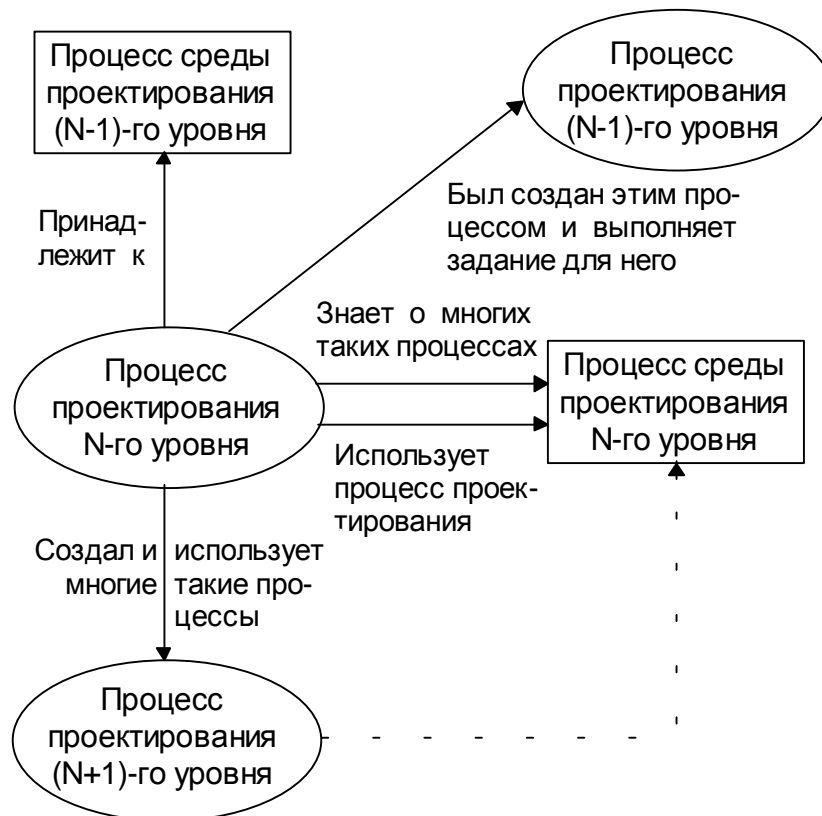 Процесс среды
проектирования
(N-1)-го уровня
Процесс
проектирования
(N-1)-го уровня
Принад-
лежит к
Был создан этим про-
цессом и выполняет
задание для него
Знает о многих
таких процессах
Процесс
проектирования
N-го уровня
Процесс среды
проектирования
N-го уровня
Использует
процесс проек-
тирования
Создал и использует
многие такие про-
цессы
Процесс
проектирования
(N+1)-го уровня